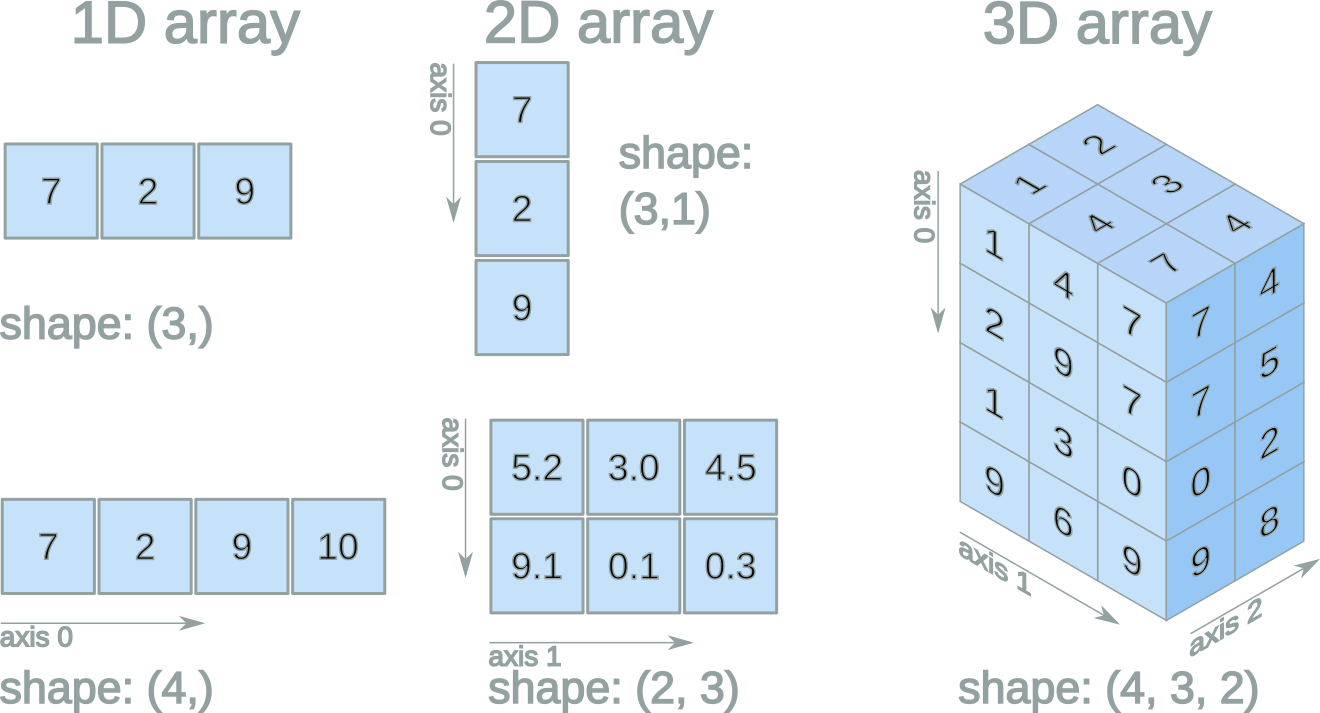 1D array
7 2 9
shape: (3,)
7 2 9 10
axis 0
shape: (4,)
2D array
axis 0
7
2
9
shape:
(3,1)
axis 0
5.2 3.0 4.5
9.1 0.1 0.3
axis 1
shape: (2, 3)
3D array
axis 0
2
1 3
4 4
7
1 4 7
2 9 7
1 3 0
9 6 9
7 4
7 5
0 2
9 8
axis 1
axis 2
shape: (4, 3, 2)